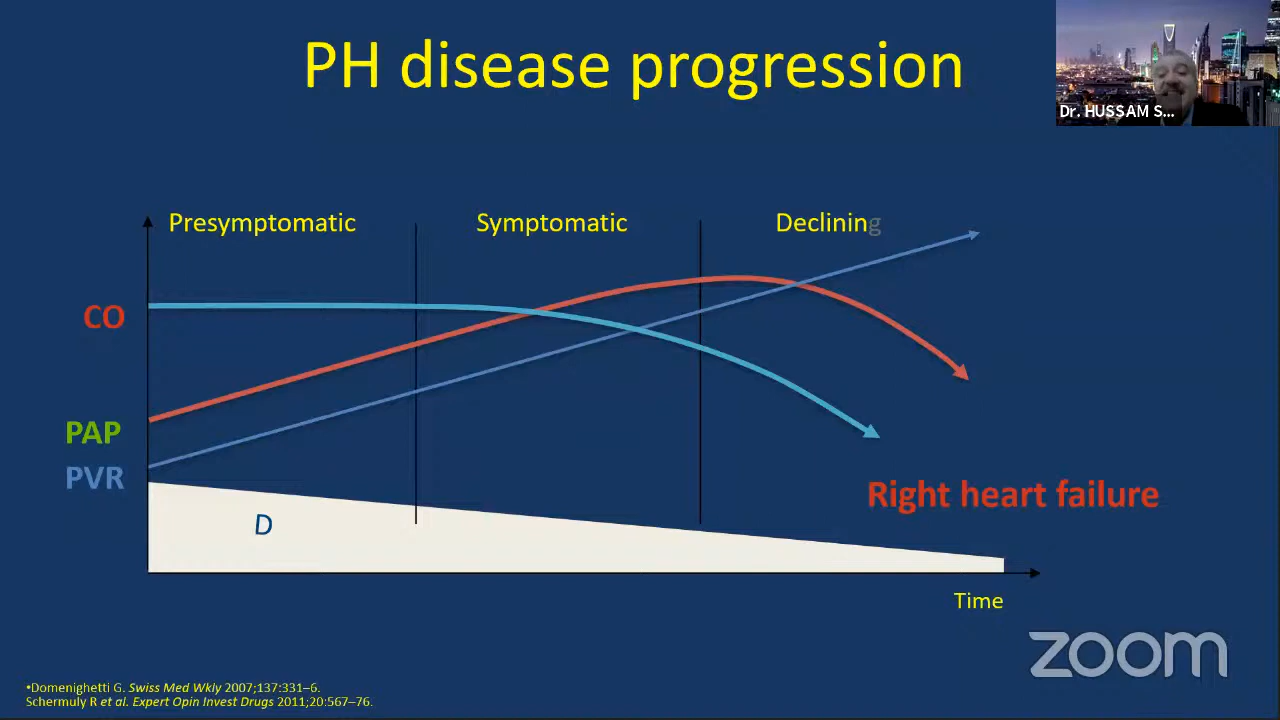 PH disease progression
Dr. HUSSAM S...
Presymptomatic
Symptomatic
Declining
CO
PAP
PVR
D
Right heart failure
Time
zoom
•Domenighetti G. Swiss Med Wkly 2007;137:331–6.
Schermuly R et al. Expert Opin Invest Drugs 2011;20:567–76.